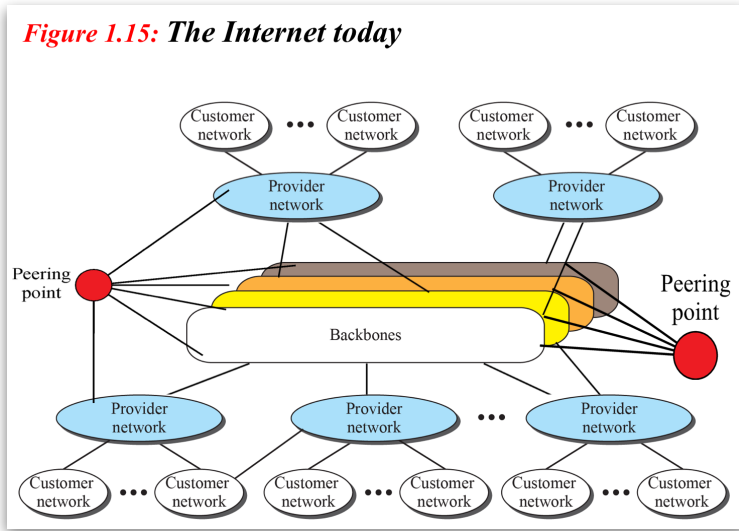 Figure 1.15: The Internet today
Customer network ••• Customer network
Customer network ••• Customer network
Provider network
Provider network
Peering point
Peering point
Backbones
Provider network
Provider network
•••
Provider network
Customer network ••• Customer network
Customer network ••• Customer network
Customer network ••• Customer network